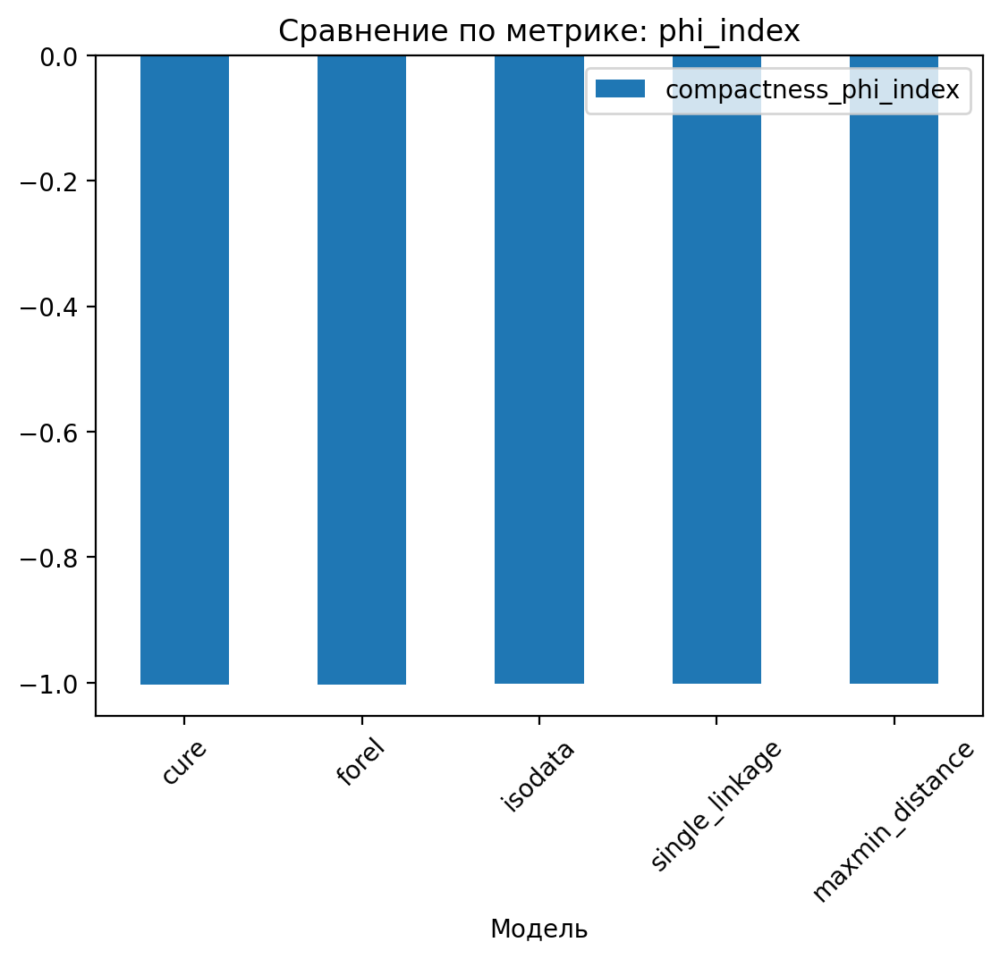 Сравнение по метрике: phi_index
compactness_phi_index
0.0
−0.2
−0.4
−0.6
−0.8
−1.0
cure
forel
isodata
single_linkage
maxmin_distance
Модель